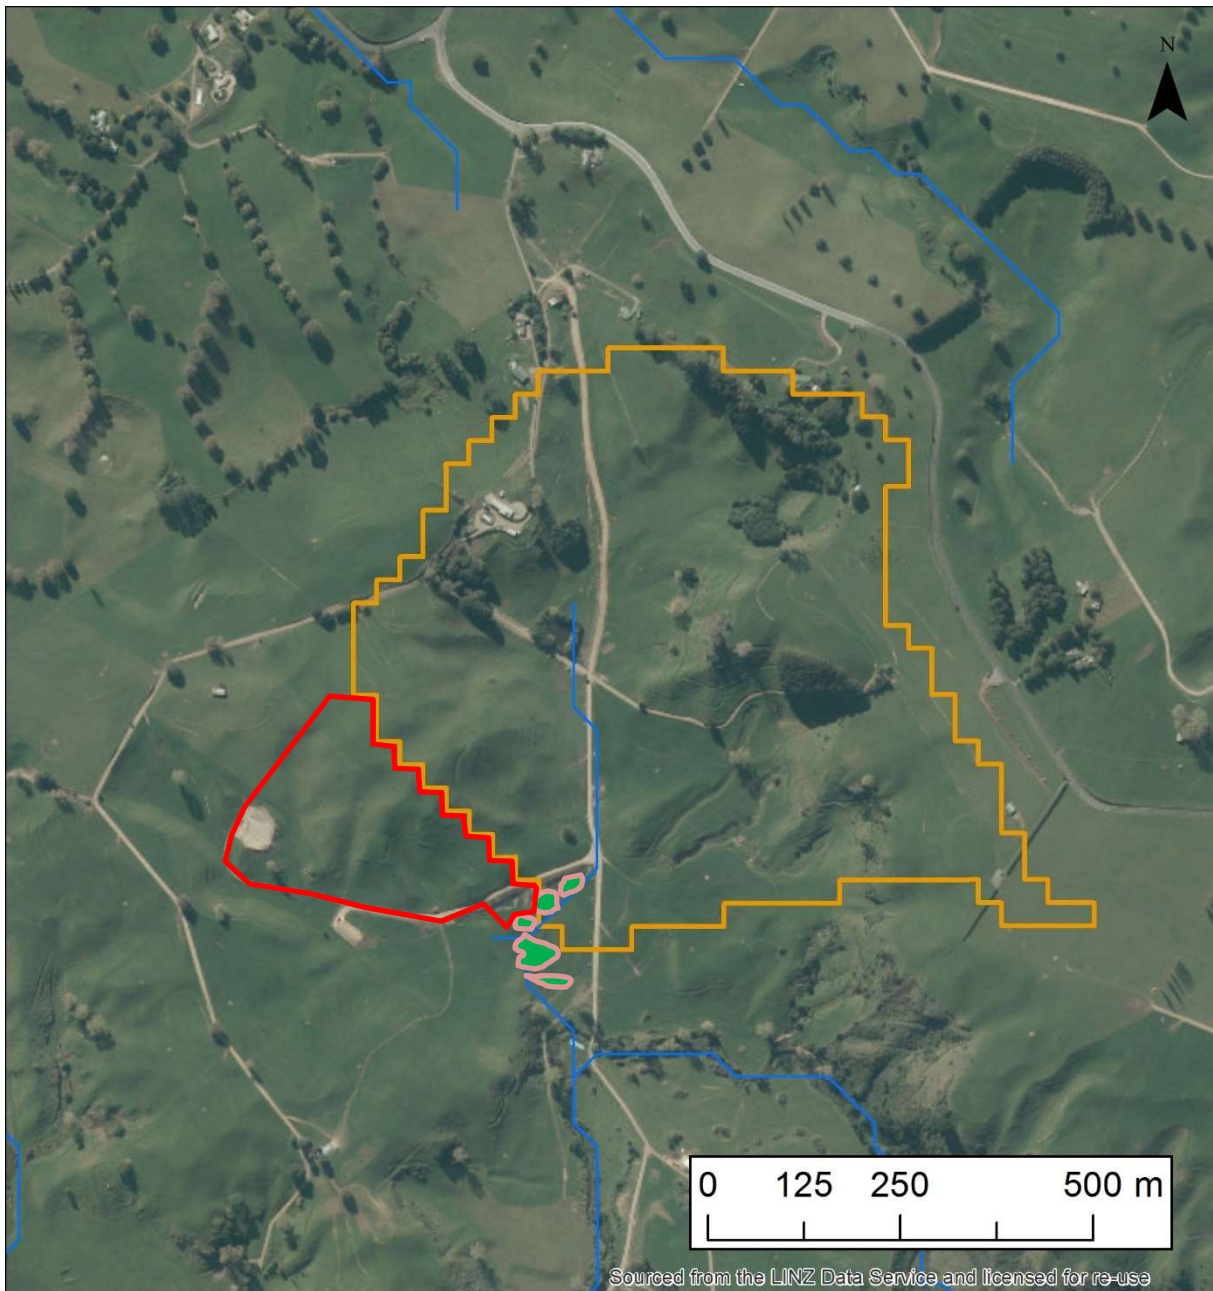 N
0 125 250 500 m
Sourced from the LINZ Data Service and licensed for re-use